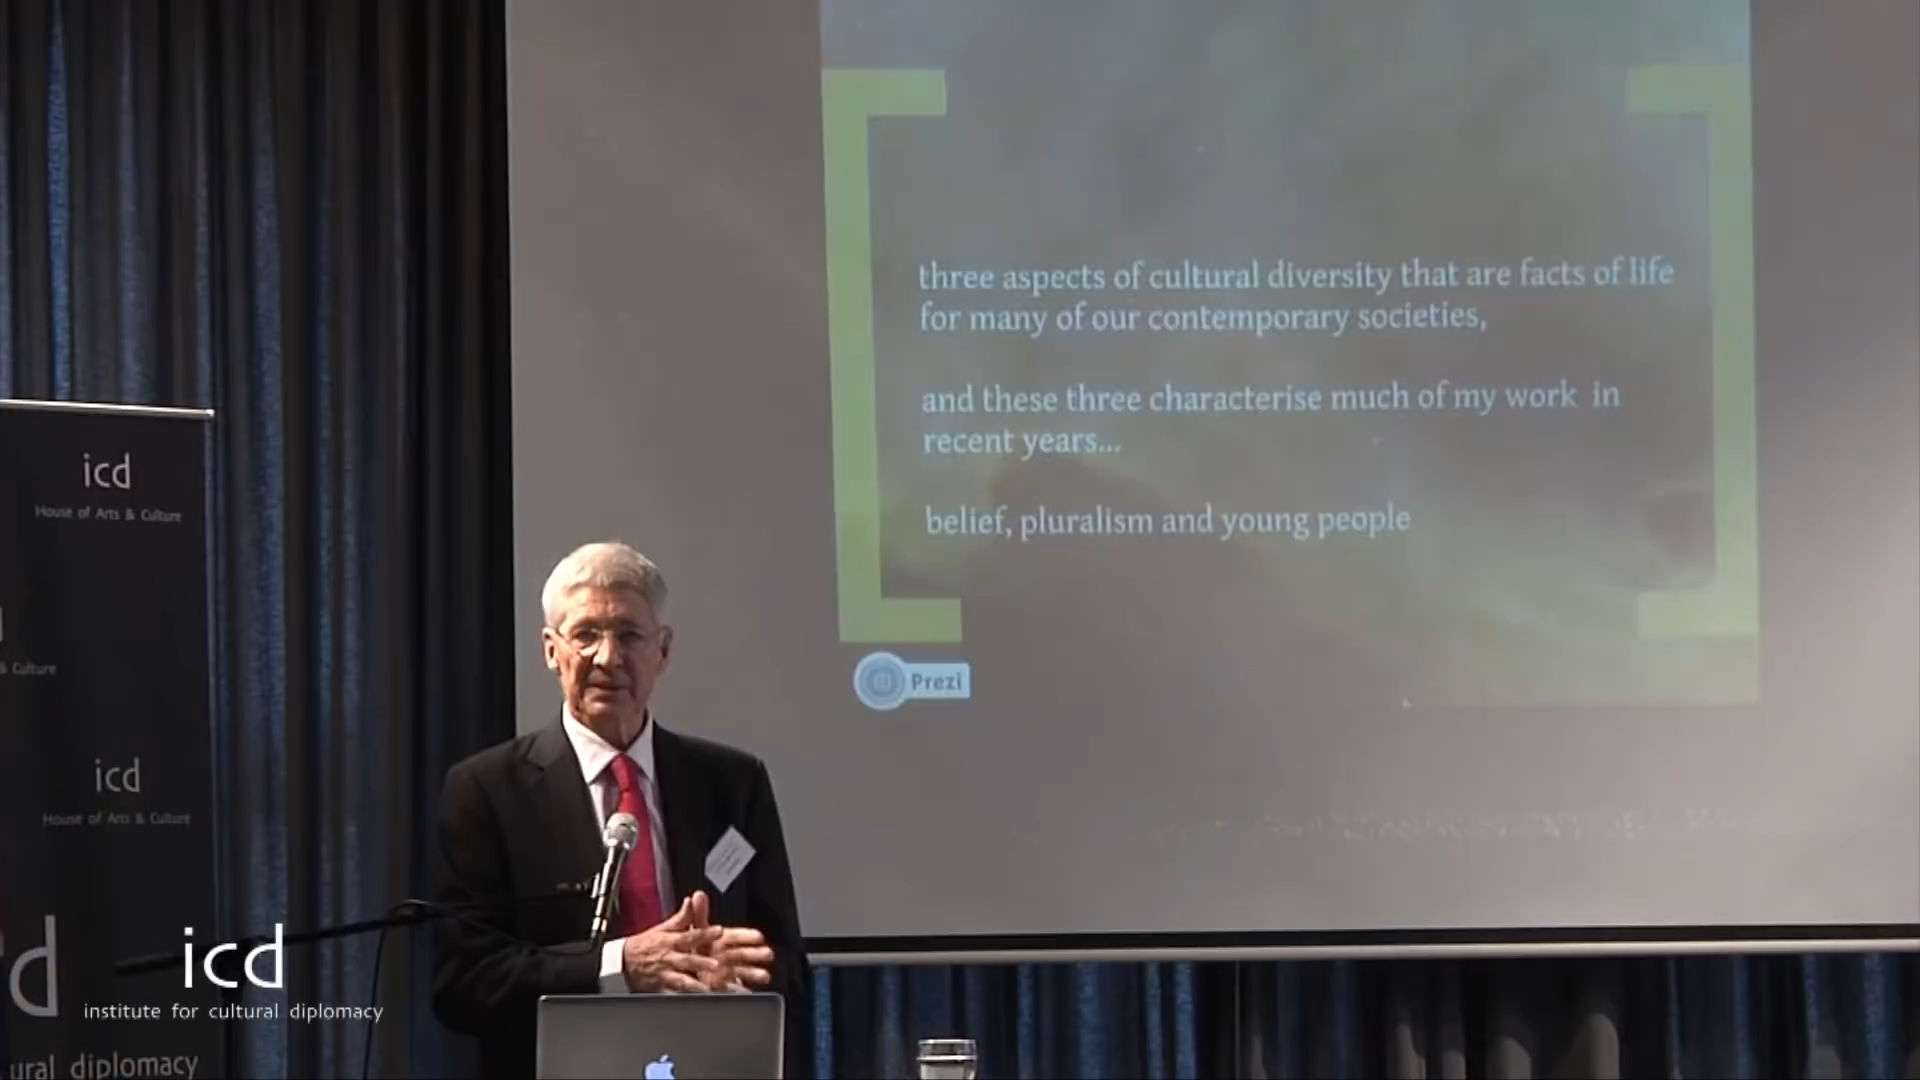 three aspects of cultural diversity that are facts of life
for many of our contemporary societies,
and these three characterise much of my work in
recent years...
belief, pluralism and young people
Prezi
icd
House of Arts & Culture
& Culture
icd
House of Arts & Culture
icd
institute for cultural diplomacy
diplomacy